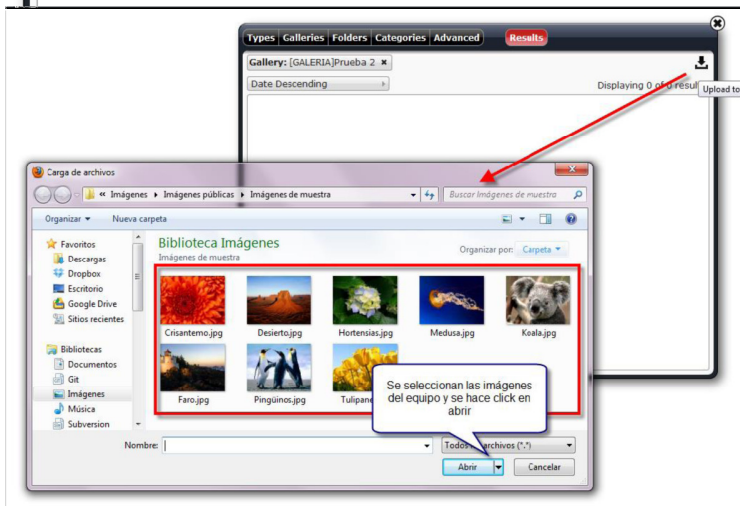 Types Galleries Folders Categories Advanced Results
Gallery: [GALERIA]Prueba 2 ×
Date Descending
Displaying 0 of 0 result
Upload to
Carga de archivos
« Imágenes Imágenes públicas Imágenes de muestra
Buscar Imágenes de muestra
Organizar Nueva carpeta
Favoritos
Descargas
Dropbox
Escritorio
Google Drive
Sitios recientes
Bibliotecas
Documentos
Git
Imágenes
Música
Subversion
Biblioteca Imágenes
Imágenes de muestra
Organizar por: Carpeta
Crisantemo.jpg Desierto.jpg Hortensias.jpg Medusa.jpg Koala.jpg
Faro.jpg Pingüinos.jpg Tulipane
Se seleccionan las imágenes
del equipo y se hace click en
abrir
Nombre:
Todos archivos (*.*)
Abrir Cancelar